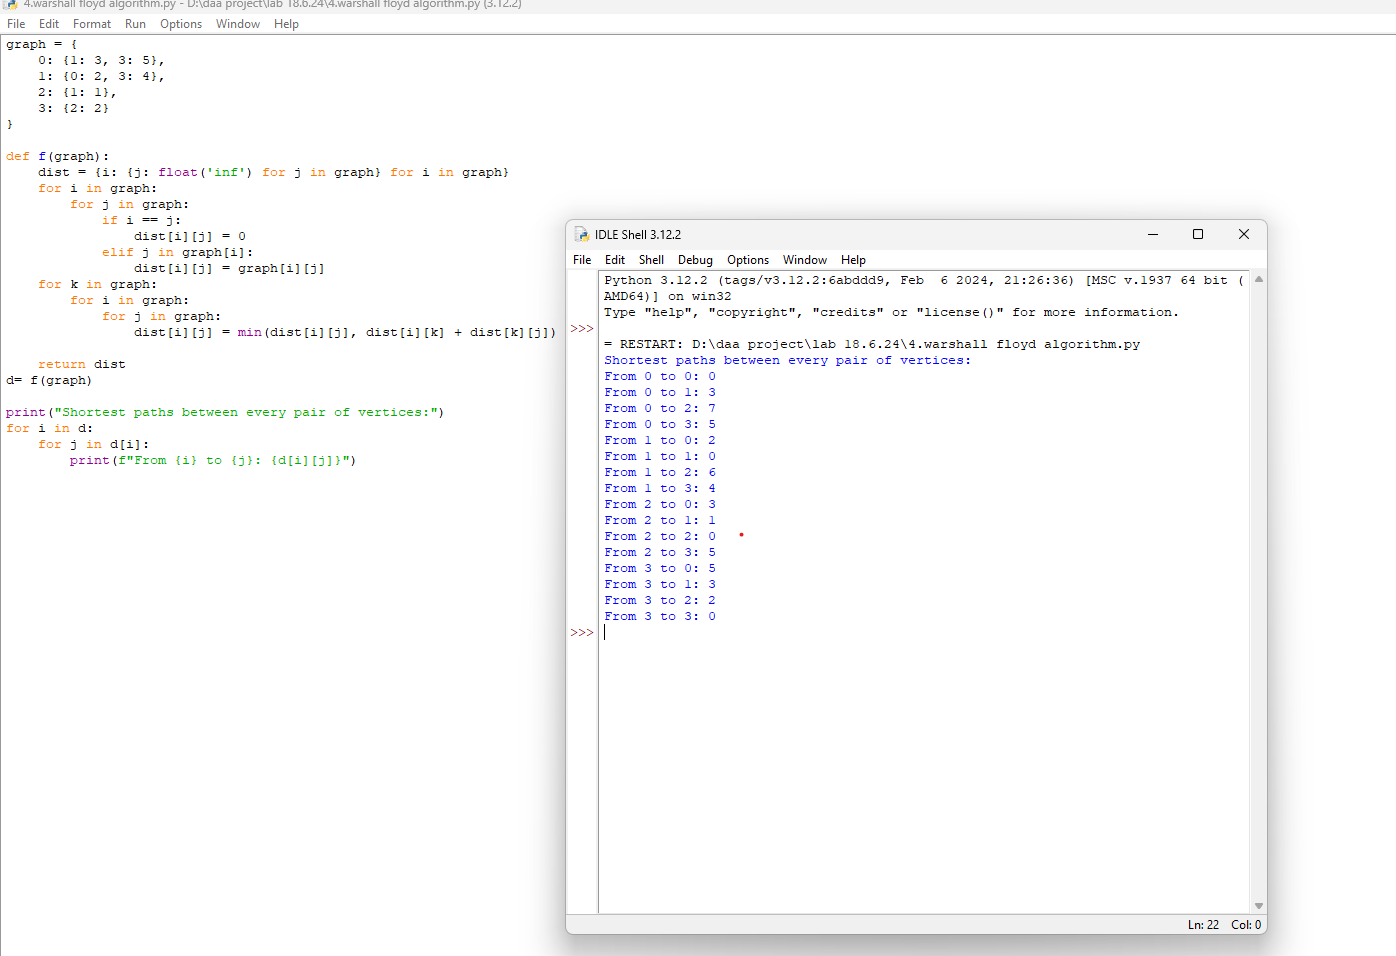 4.warshall floyd algorithm.py - D:\daa project\lab 18.6.24\4.warshall floyd algorithm.py (3.12.2)
File Edit Format Run Options Window Help
graph = {
    0: {1: 3, 3: 5},
    1: {0: 2, 3: 4},
    2: {1: 1},
    3: {2: 2}
}
def f(graph):
    dist = {i: {j: float('inf') for j in graph} for i in graph}
    for i in graph:
        for j in graph:
            if i == j:
                dist[i][j] = 0
            elif j in graph[i]:
                dist[i][j] = graph[i][j]
    for k in graph:
        for i in graph:
            for j in graph:
                dist[i][j] = min(dist[i][j], dist[i][k] + dist[k][j])
    return dist
d= f(graph)
print("Shortest paths between every pair of vertices:")
for i in d:
    for j in d[i]:
        print(f"From {i} to {j}: {d[i][j]}")
IDLE Shell 3.12.2
File Edit Shell Debug Options Window Help
Python 3.12.2 (tags/v3.12.2:6abddd9, Feb  6 2024, 21:26:36) [MSC v.1937 64 bit (
AMD64)] on win32
Type "help", "copyright", "credits" or "license()" for more information.
>>>
= RESTART: D:\daa project\lab 18.6.24\4.warshall floyd algorithm.py
Shortest paths between every pair of vertices:
From 0 to 0: 0
From 0 to 1: 3
From 0 to 2: 7
From 0 to 3: 5
From 1 to 0: 2
From 1 to 1: 0
From 1 to 2: 6
From 1 to 3: 4
From 2 to 0: 3
From 2 to 1: 1
From 2 to 2: 0
From 2 to 3: 5
From 3 to 0: 5
From 3 to 1: 3
From 3 to 2: 2
From 3 to 3: 0
>>>
Ln: 22 Col: 0